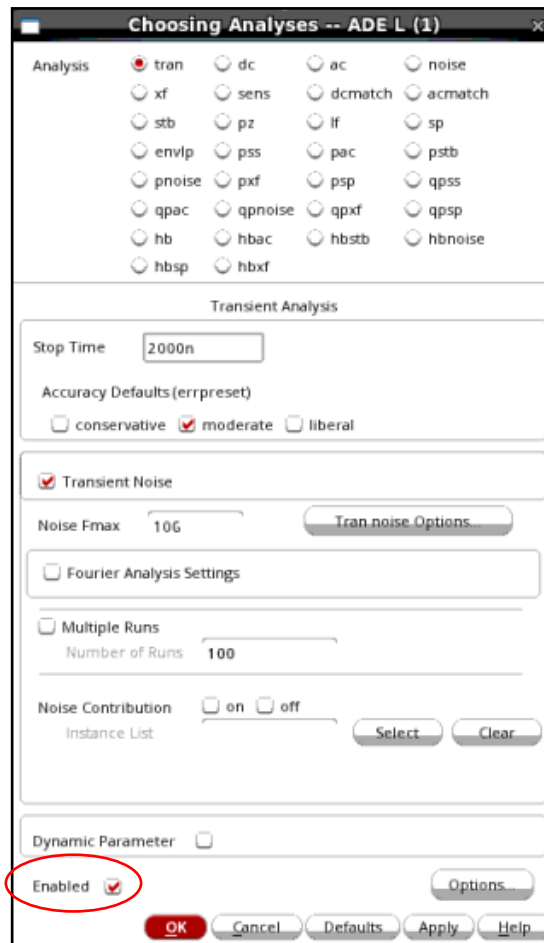 Choosing Analyses -- ADE L (1)
Analysis tran dc ac noise
xf sens dcmatch acmatch
stb pz lf sp
envlp pss pac pstb
pnoise pxf psp qpss
qpac qpnoise qpxf qpsp
hb hbac hbstb hbnoise
hbsp hbxf
Transient Analysis
Stop Time 2000n
Accuracy Defaults (errpreset)
conservative moderate liberal
Transient Noise
Noise Fmax 10G Tran noise Options...
Fourier Analysis Settings
Multiple Runs
Number of Runs 100
Noise Contribution on off
Instance List Select Clear
Dynamic Parameter
Enabled Options...
OK Cancel Defaults Apply Help